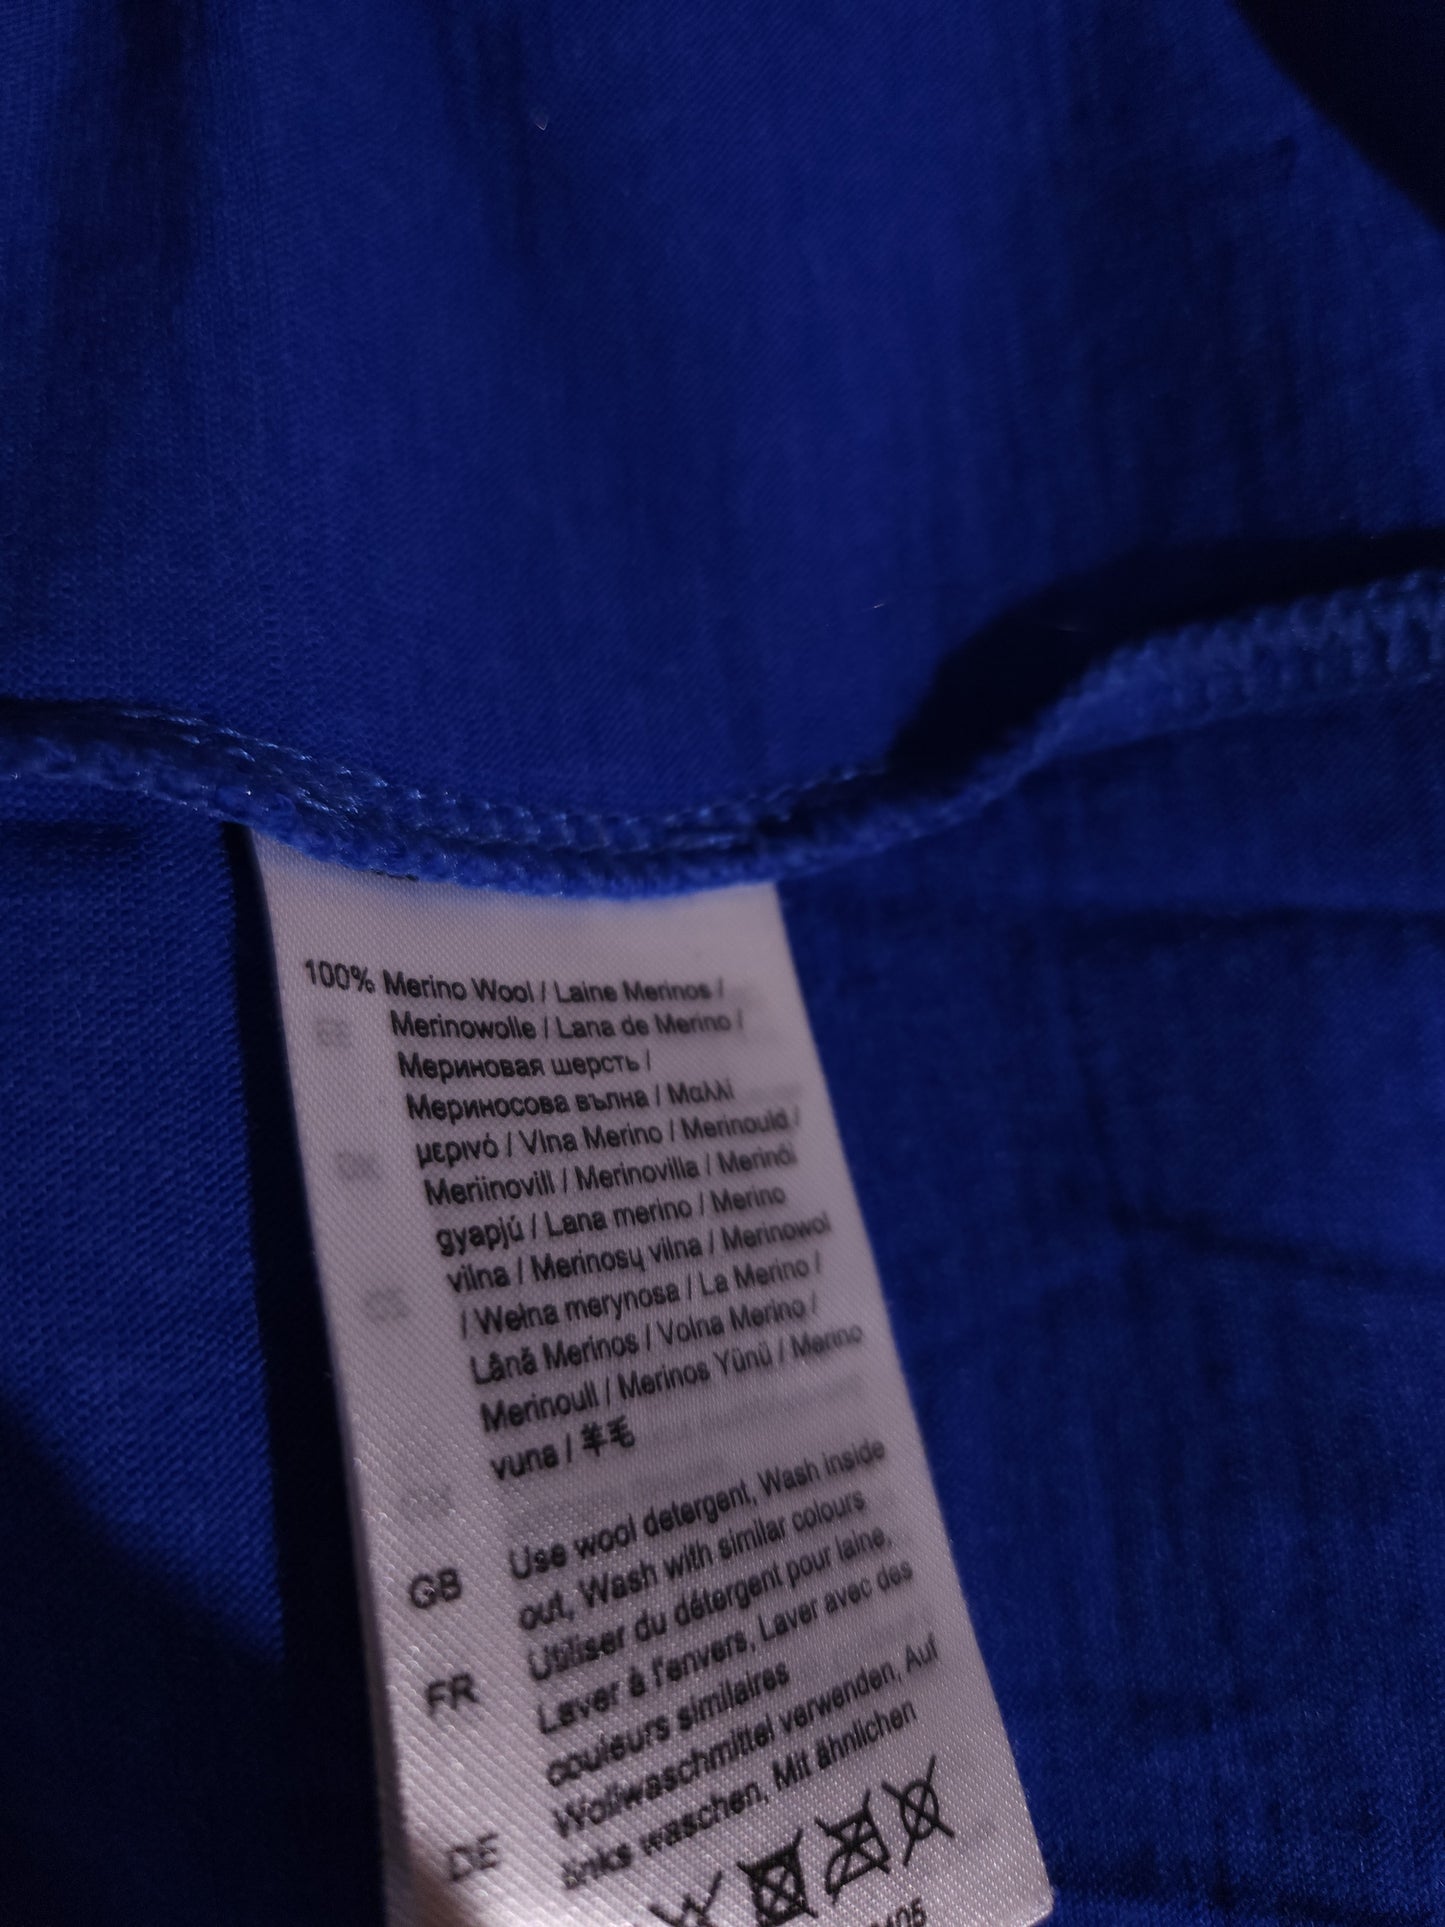 100% Merino Wool / Laine Merinos /
Merinowolle / Lana de Merino /
Мериновая шерсть /
Мериносова вълна / Μαλλί
μερινό / Vlna Merino / Merinould /
Meriinovill / Merinovilla / Merinói
gyapjú / Lana merino / Merino
vilna / Merinosų vilna / Merinowol
/ Wełna merynosa / La Merino /
Lână Merinos / Volna Merino /
Merinoull / Merinos Yünü / Merino
vuna / 羊毛
GB Use wool detergent, Wash inside
out, Wash with similar colours
FR Utiliser du détergent pour laine,
Laver à l'envers, Laver avec des
couleurs similaires
DE Wollwaschmittel verwenden, Auf
links waschen, Mit ähnlichen